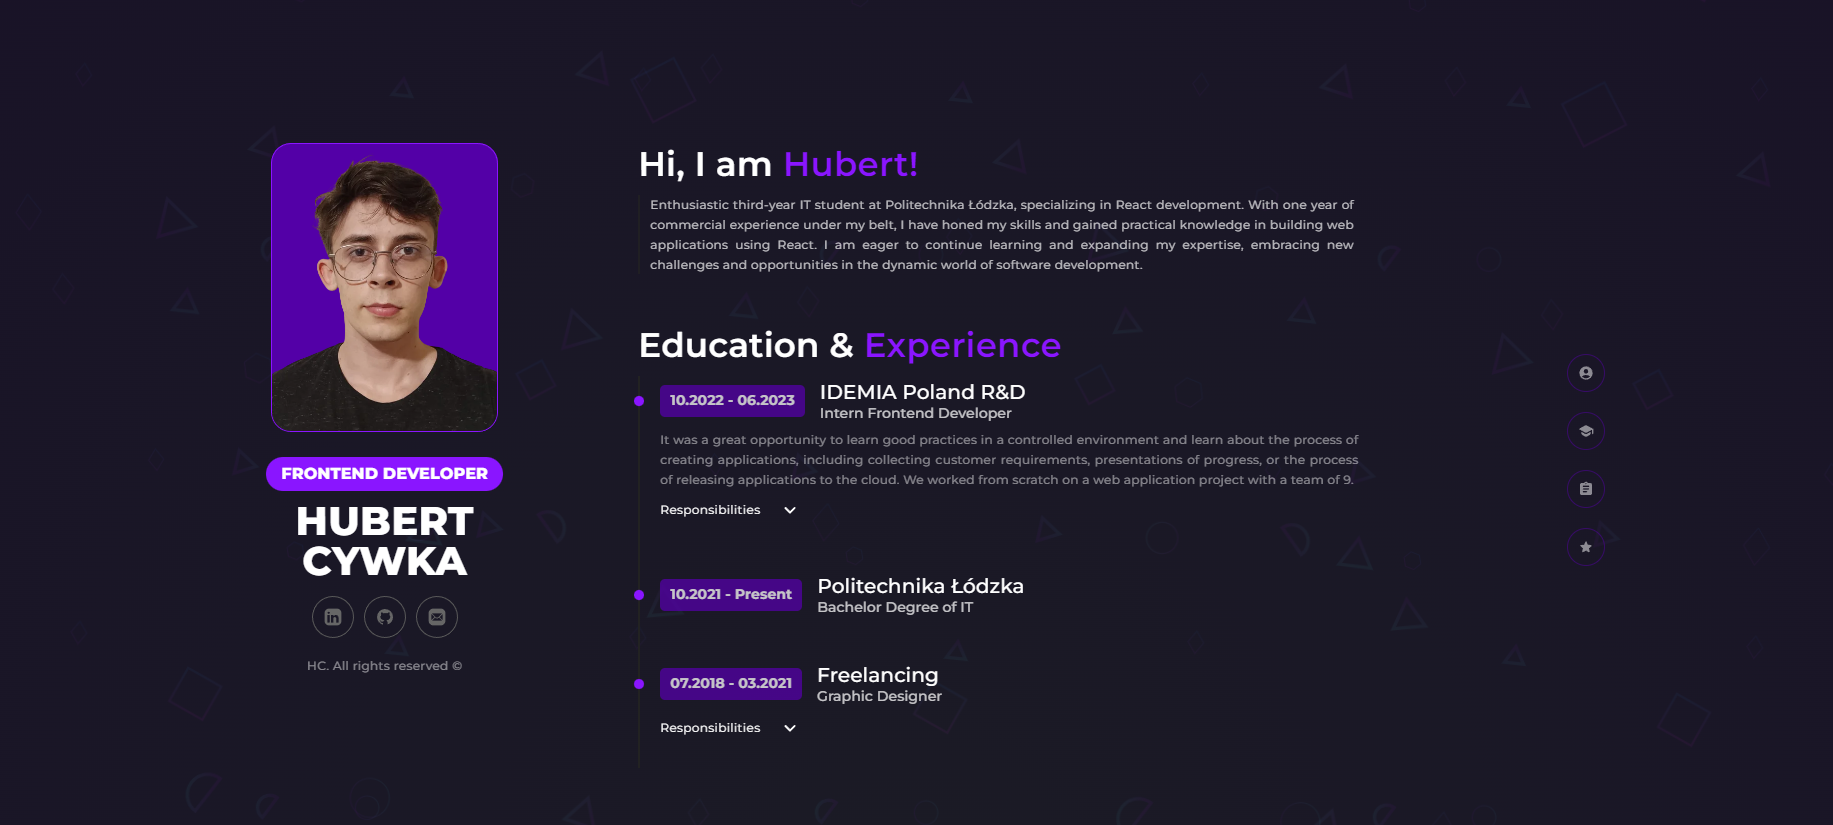 FRONTEND DEVELOPER
HUBERT
CYWKA
HC. All rights reserved ©
Hi, I am Hubert!
Enthusiastic third-year IT student at Politechnika Łódzka, specializing in React development. With one year of
commercial experience under my belt, I have honed my skills and gained practical knowledge in building web
applications using React. I am eager to continue learning and expanding my expertise, embracing new
challenges and opportunities in the dynamic world of software development.
Education & Experience
10.2022 - 06.2023
IDEMIA Poland R&D
Intern Frontend Developer
It was a great opportunity to learn good practices in a controlled environment and learn about the process of
creating applications, including collecting customer requirements, presentations of progress, or the process
of releasing applications to the cloud. We worked from scratch on a web application project with a team of 9.
Responsibilities
10.2021 - Present
Politechnika Łódzka
Bachelor Degree of IT
07.2018 - 03.2021
Freelancing
Graphic Designer
Responsibilities